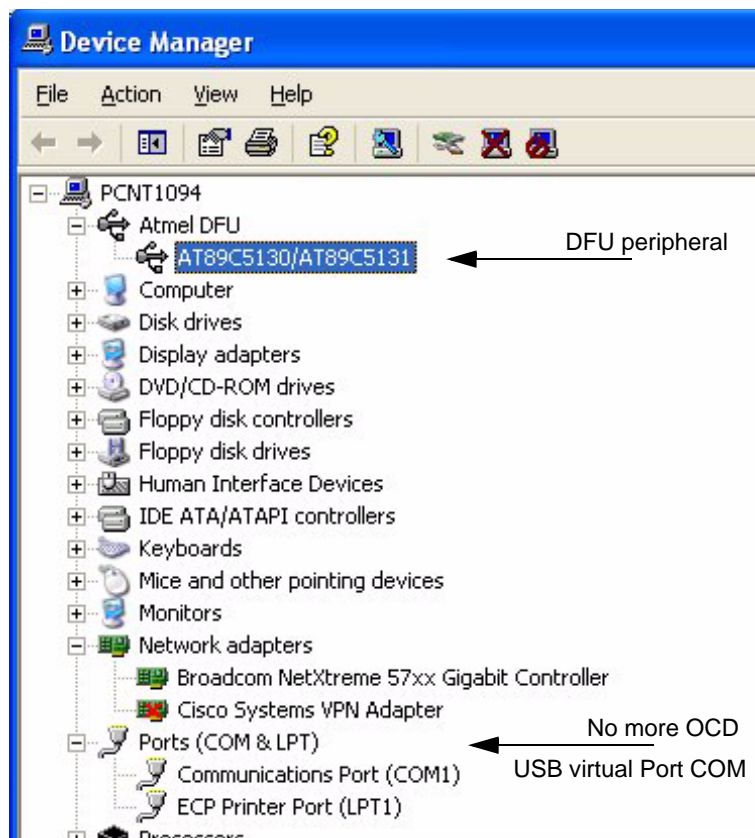 Device Manager
File Action View Help
PCNT1094
Atmel DFU
AT89C5130/AT89C5131
DFU peripheral
Computer
Disk drives
Display adapters
DVD/CD-ROM drives
Floppy disk controllers
Floppy disk drives
Human Interface Devices
IDE ATA/ATAPI controllers
Keyboards
Mice and other pointing devices
Monitors
Network adapters
Broadcom NetXtreme 57xx Gigabit Controller
Cisco Systems VPN Adapter
Ports (COM & LPT)
No more OCD
USB virtual Port COM
Communications Port (COM1)
ECP Printer Port (LPT1)
Processors